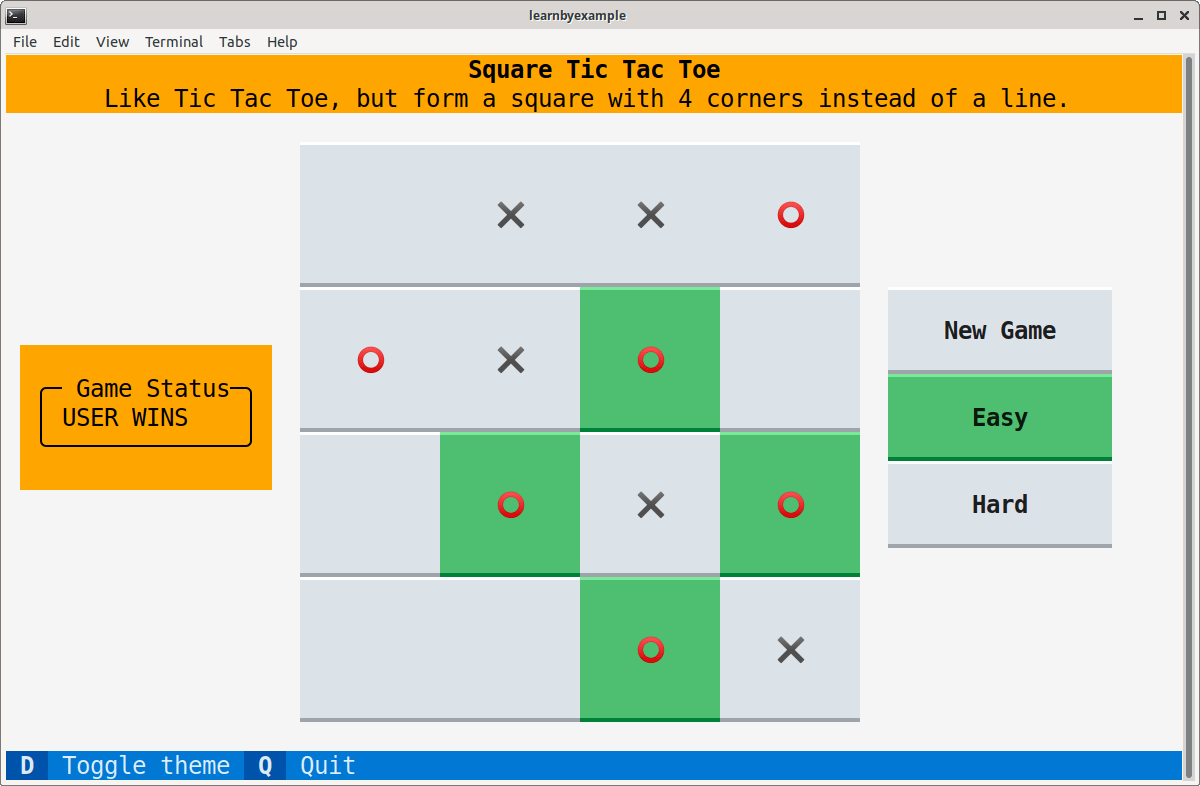 learnbyexample
File Edit View Terminal Tabs Help
Square Tic Tac Toe
Like Tic Tac Toe, but form a square with 4 corners instead of a line.
Game Status
USER WINS
New Game
Easy
Hard
D Toggle theme Q Quit